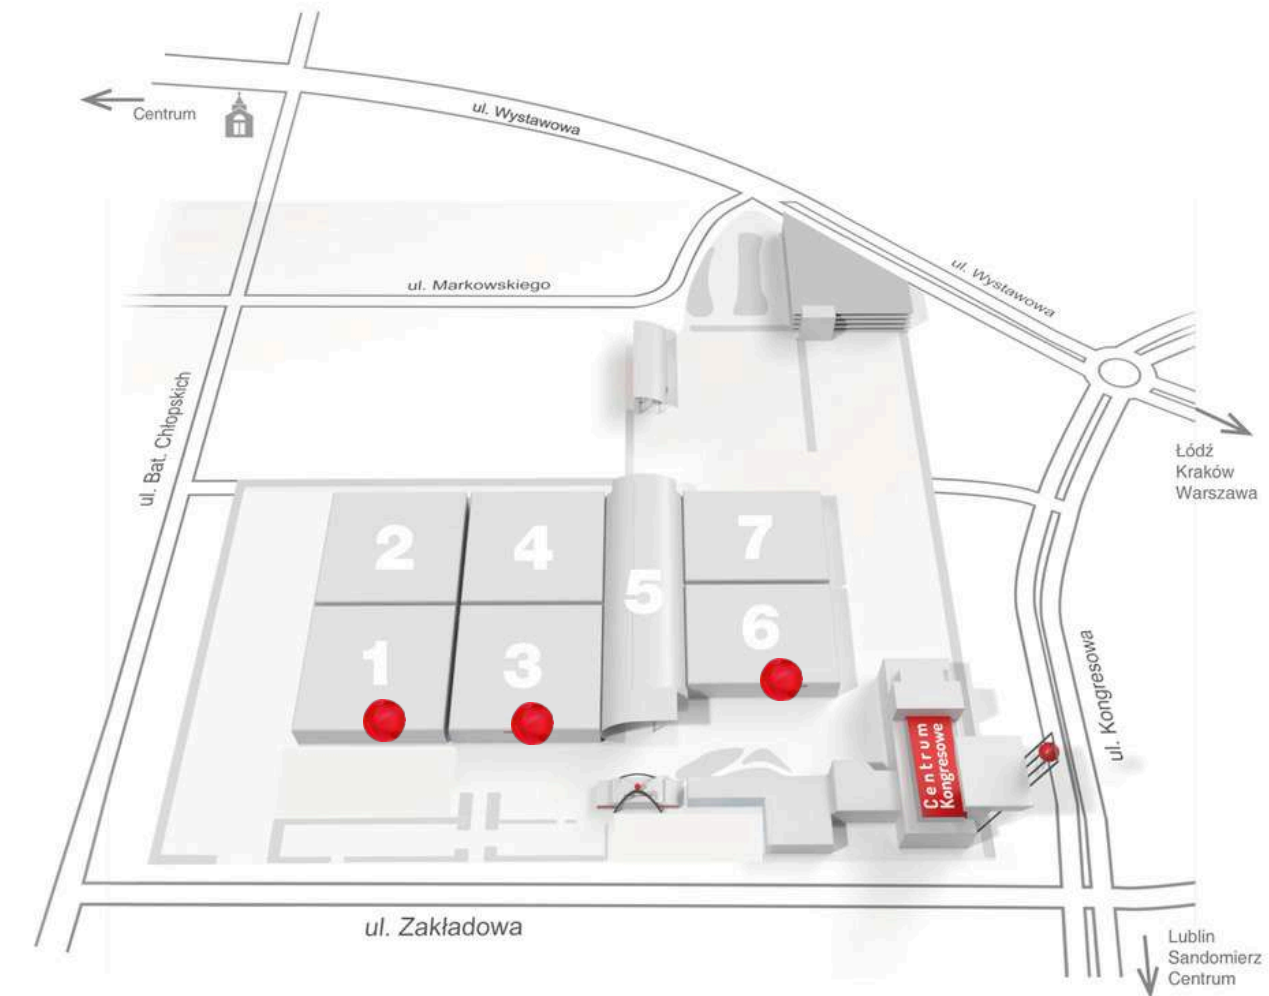 ul. Wystawowa
Centrum
ul. Wystawowa
ul. Markowskiego
ul. Bat. Chłopskich
Łódź
Kraków
Warszawa
2
4
7
5
1
3
6
ul. Kongresowa
Centrum
Kongresowe
ul. Zakładowa
Lublin
Sandomierz
Centrum